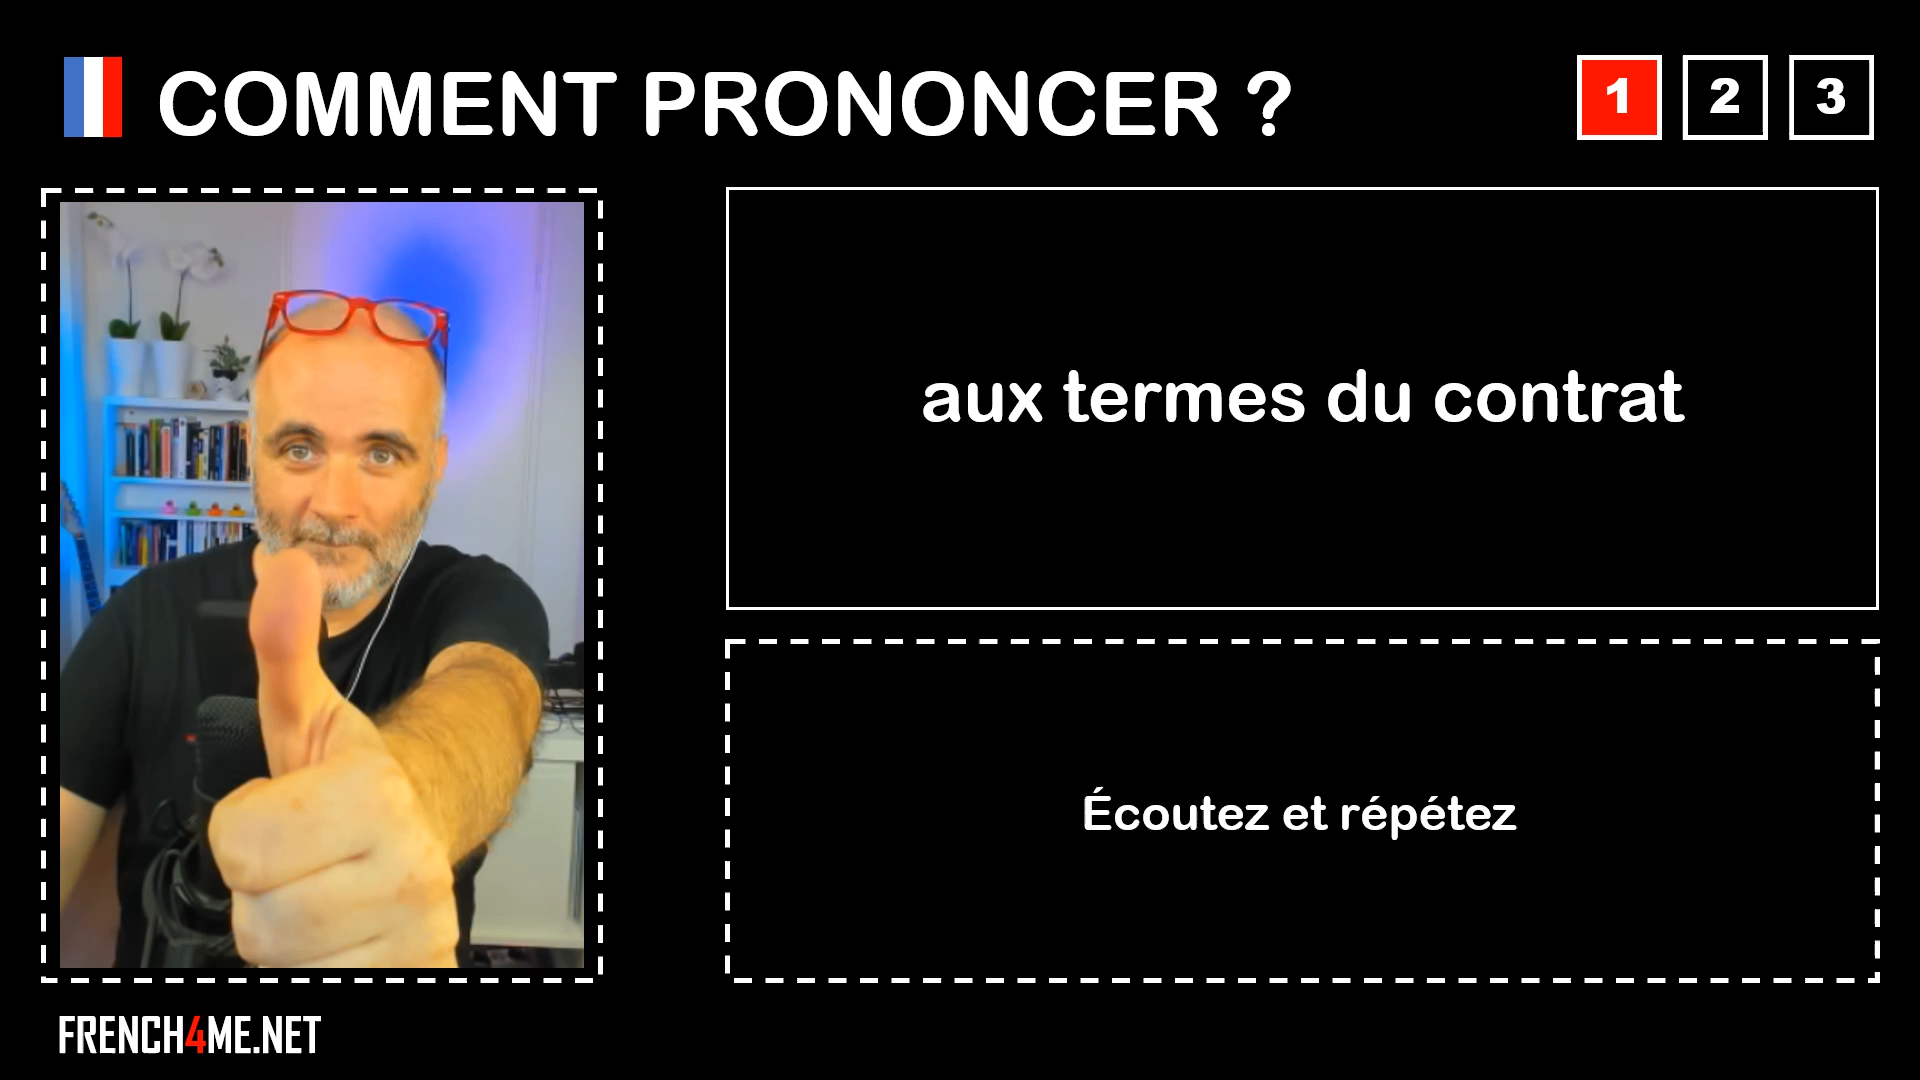 COMMENT PRONONCER ?
1 2 3
aux termes du contrat
Écoutez et répétez
FRENCH4ME.NET